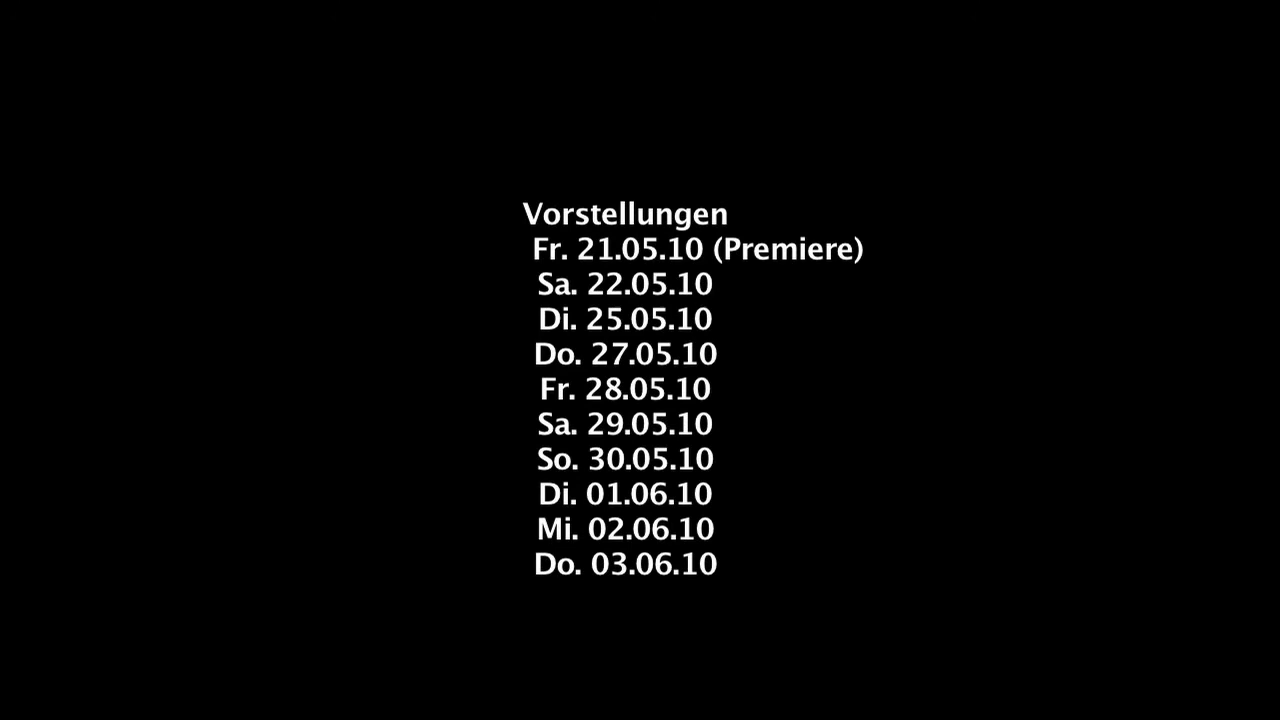 Vorstellungen
Fr. 21.05.10 (Premiere)
Sa. 22.05.10
Di. 25.05.10
Do. 27.05.10
Fr. 28.05.10
Sa. 29.05.10
So. 30.05.10
Di. 01.06.10
Mi. 02.06.10
Do. 03.06.10